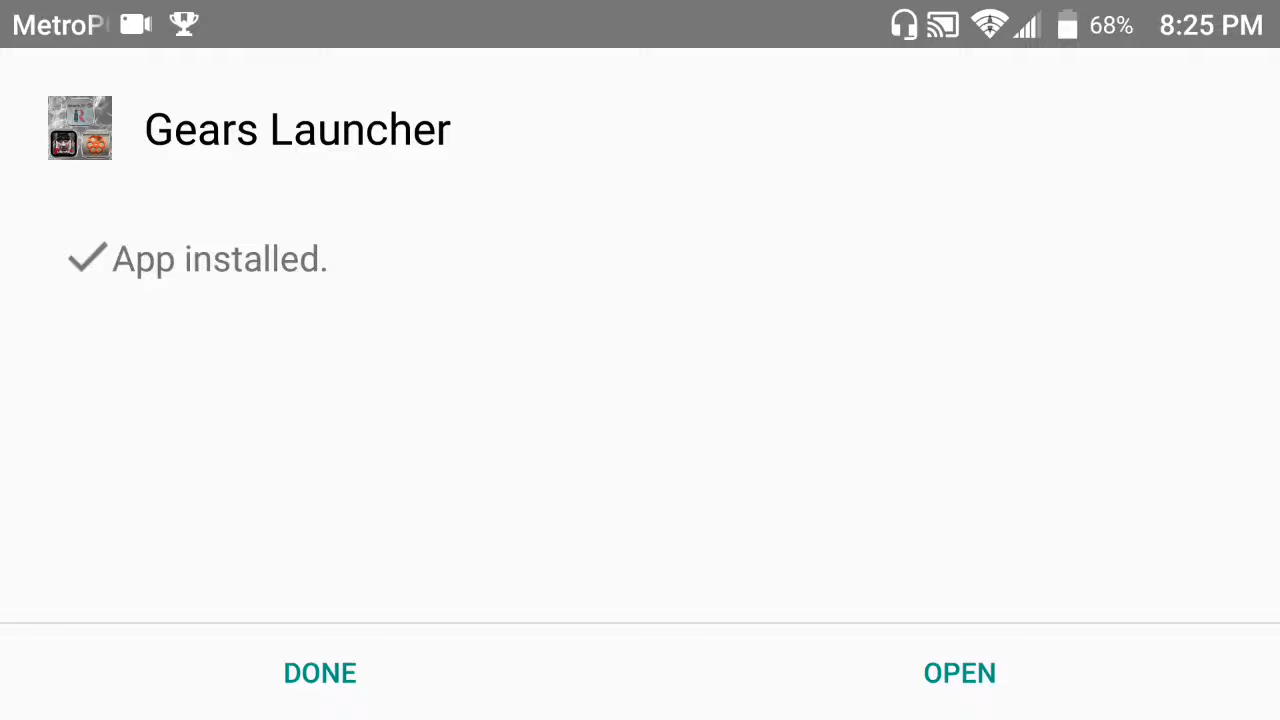 MetroP
68%
8:25 PM
Gears Launcher
App installed.
DONE
OPEN